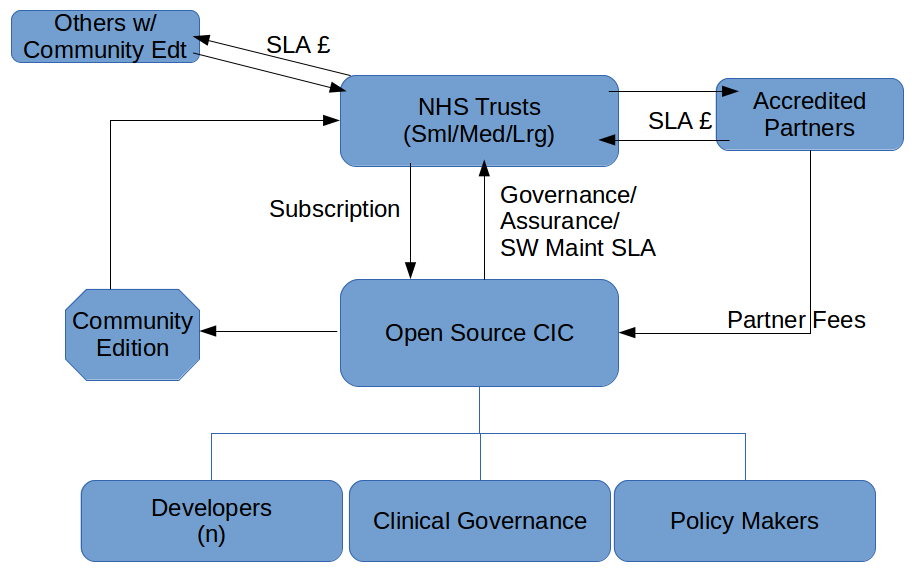 Others w/
Community Edt
SLA £
NHS Trusts
(Sml/Med/Lrg)
Accredited
Partners
SLA £
Subscription
Governance/
Assurance/
SW Maint SLA
Community
Edition
Open Source CIC
Partner Fees
Developers
(n)
Clinical Governance
Policy Makers